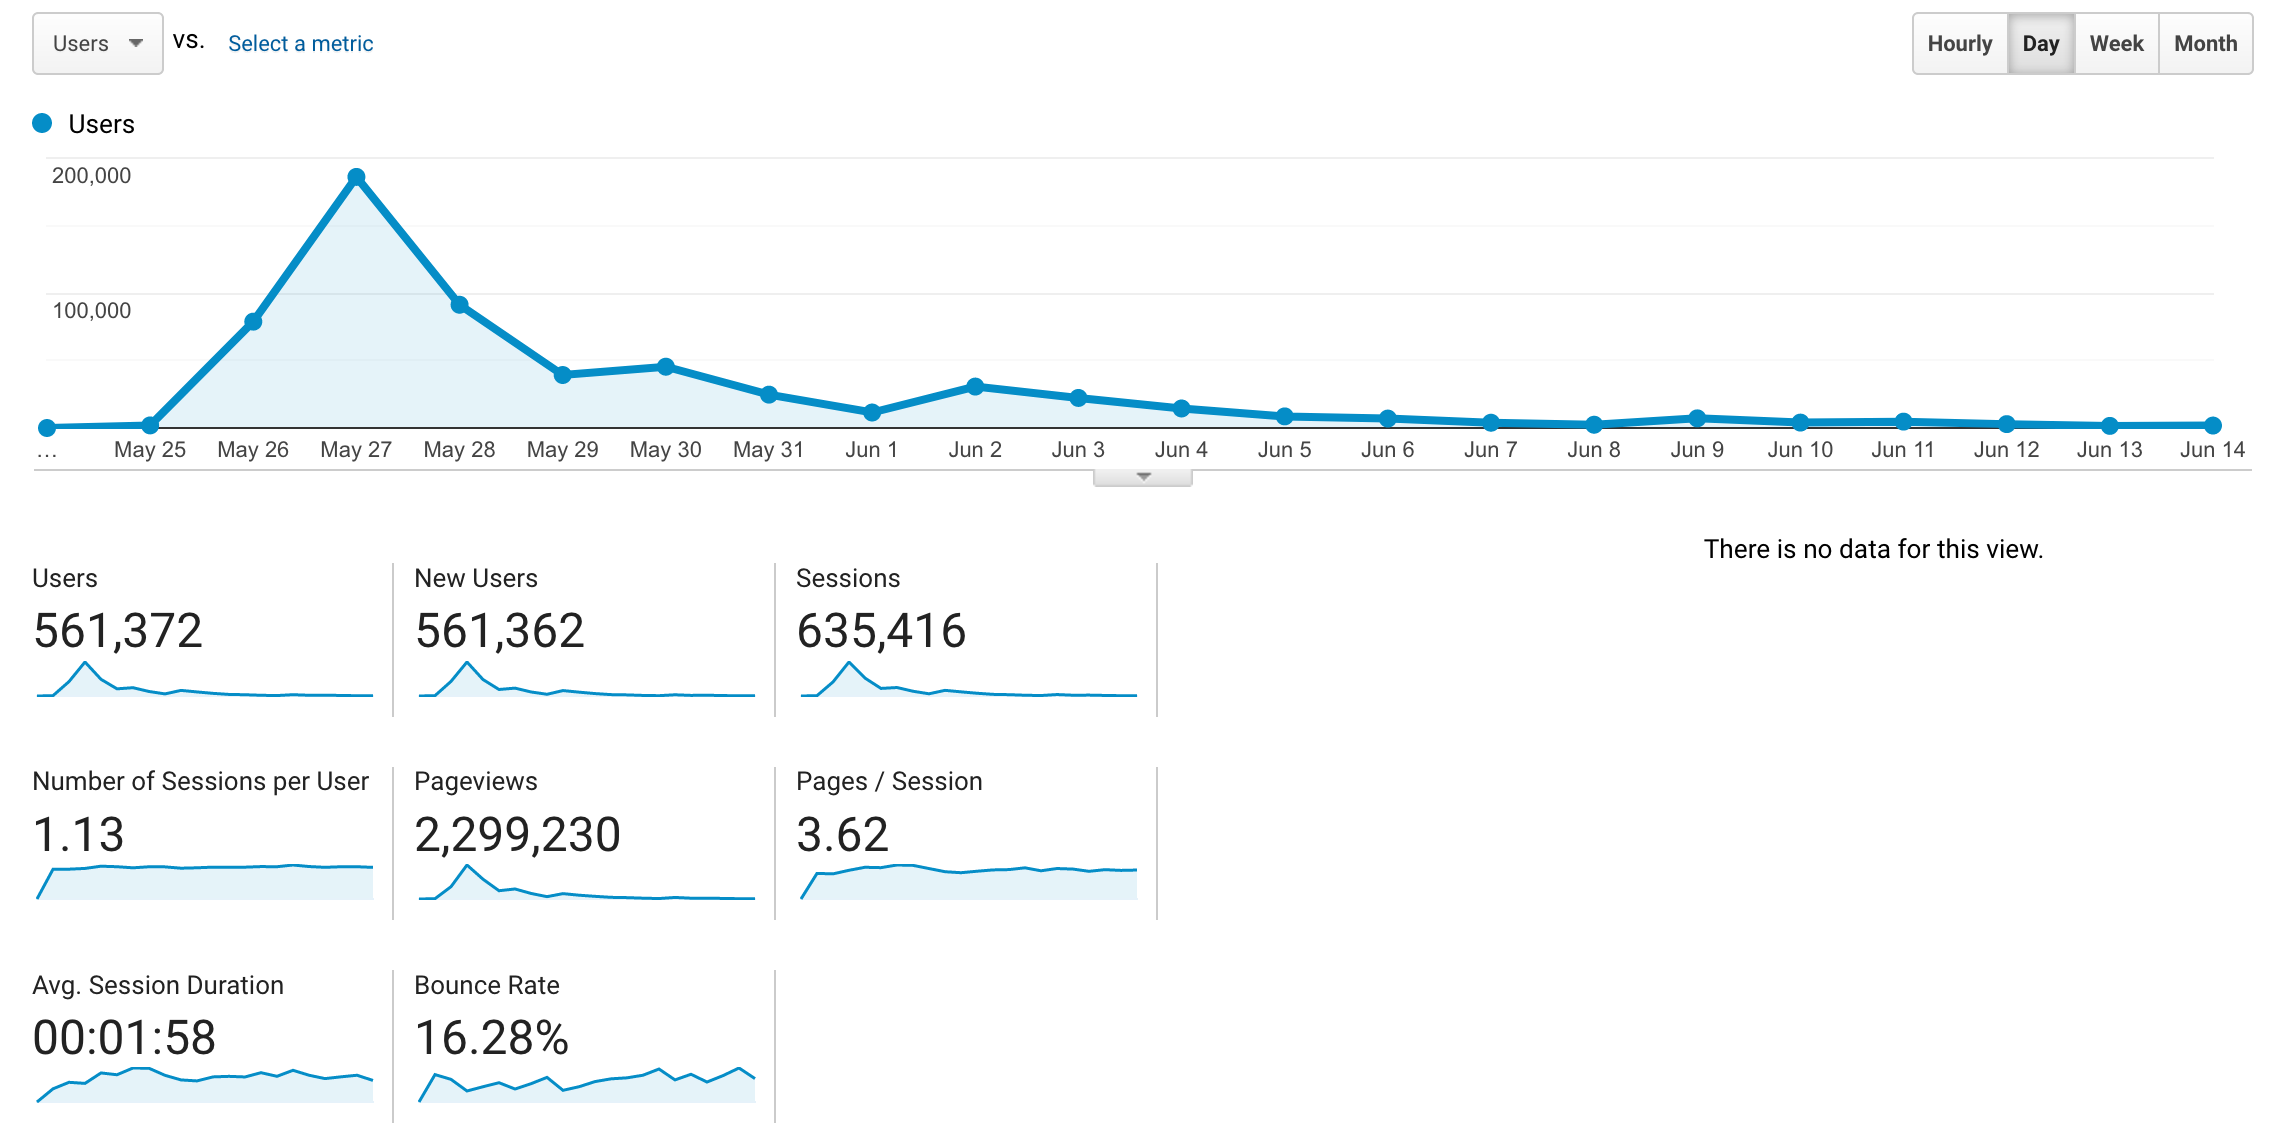 Users vs. Select a metric Hourly Day Week Month
Users
200,000
100,000
... May 25 May 26 May 27 May 28 May 29 May 30 May 31 Jun 1 Jun 2 Jun 3 Jun 4 Jun 5 Jun 6 Jun 7 Jun 8 Jun 9 Jun 10 Jun 11 Jun 12 Jun 13 Jun 14
There is no data for this view.
Users New Users Sessions
561,372 561,362 635,416
Number of Sessions per User Pageviews Pages / Session
1.13 2,299,230 3.62
Avg. Session Duration Bounce Rate
00:01:58 16.28%